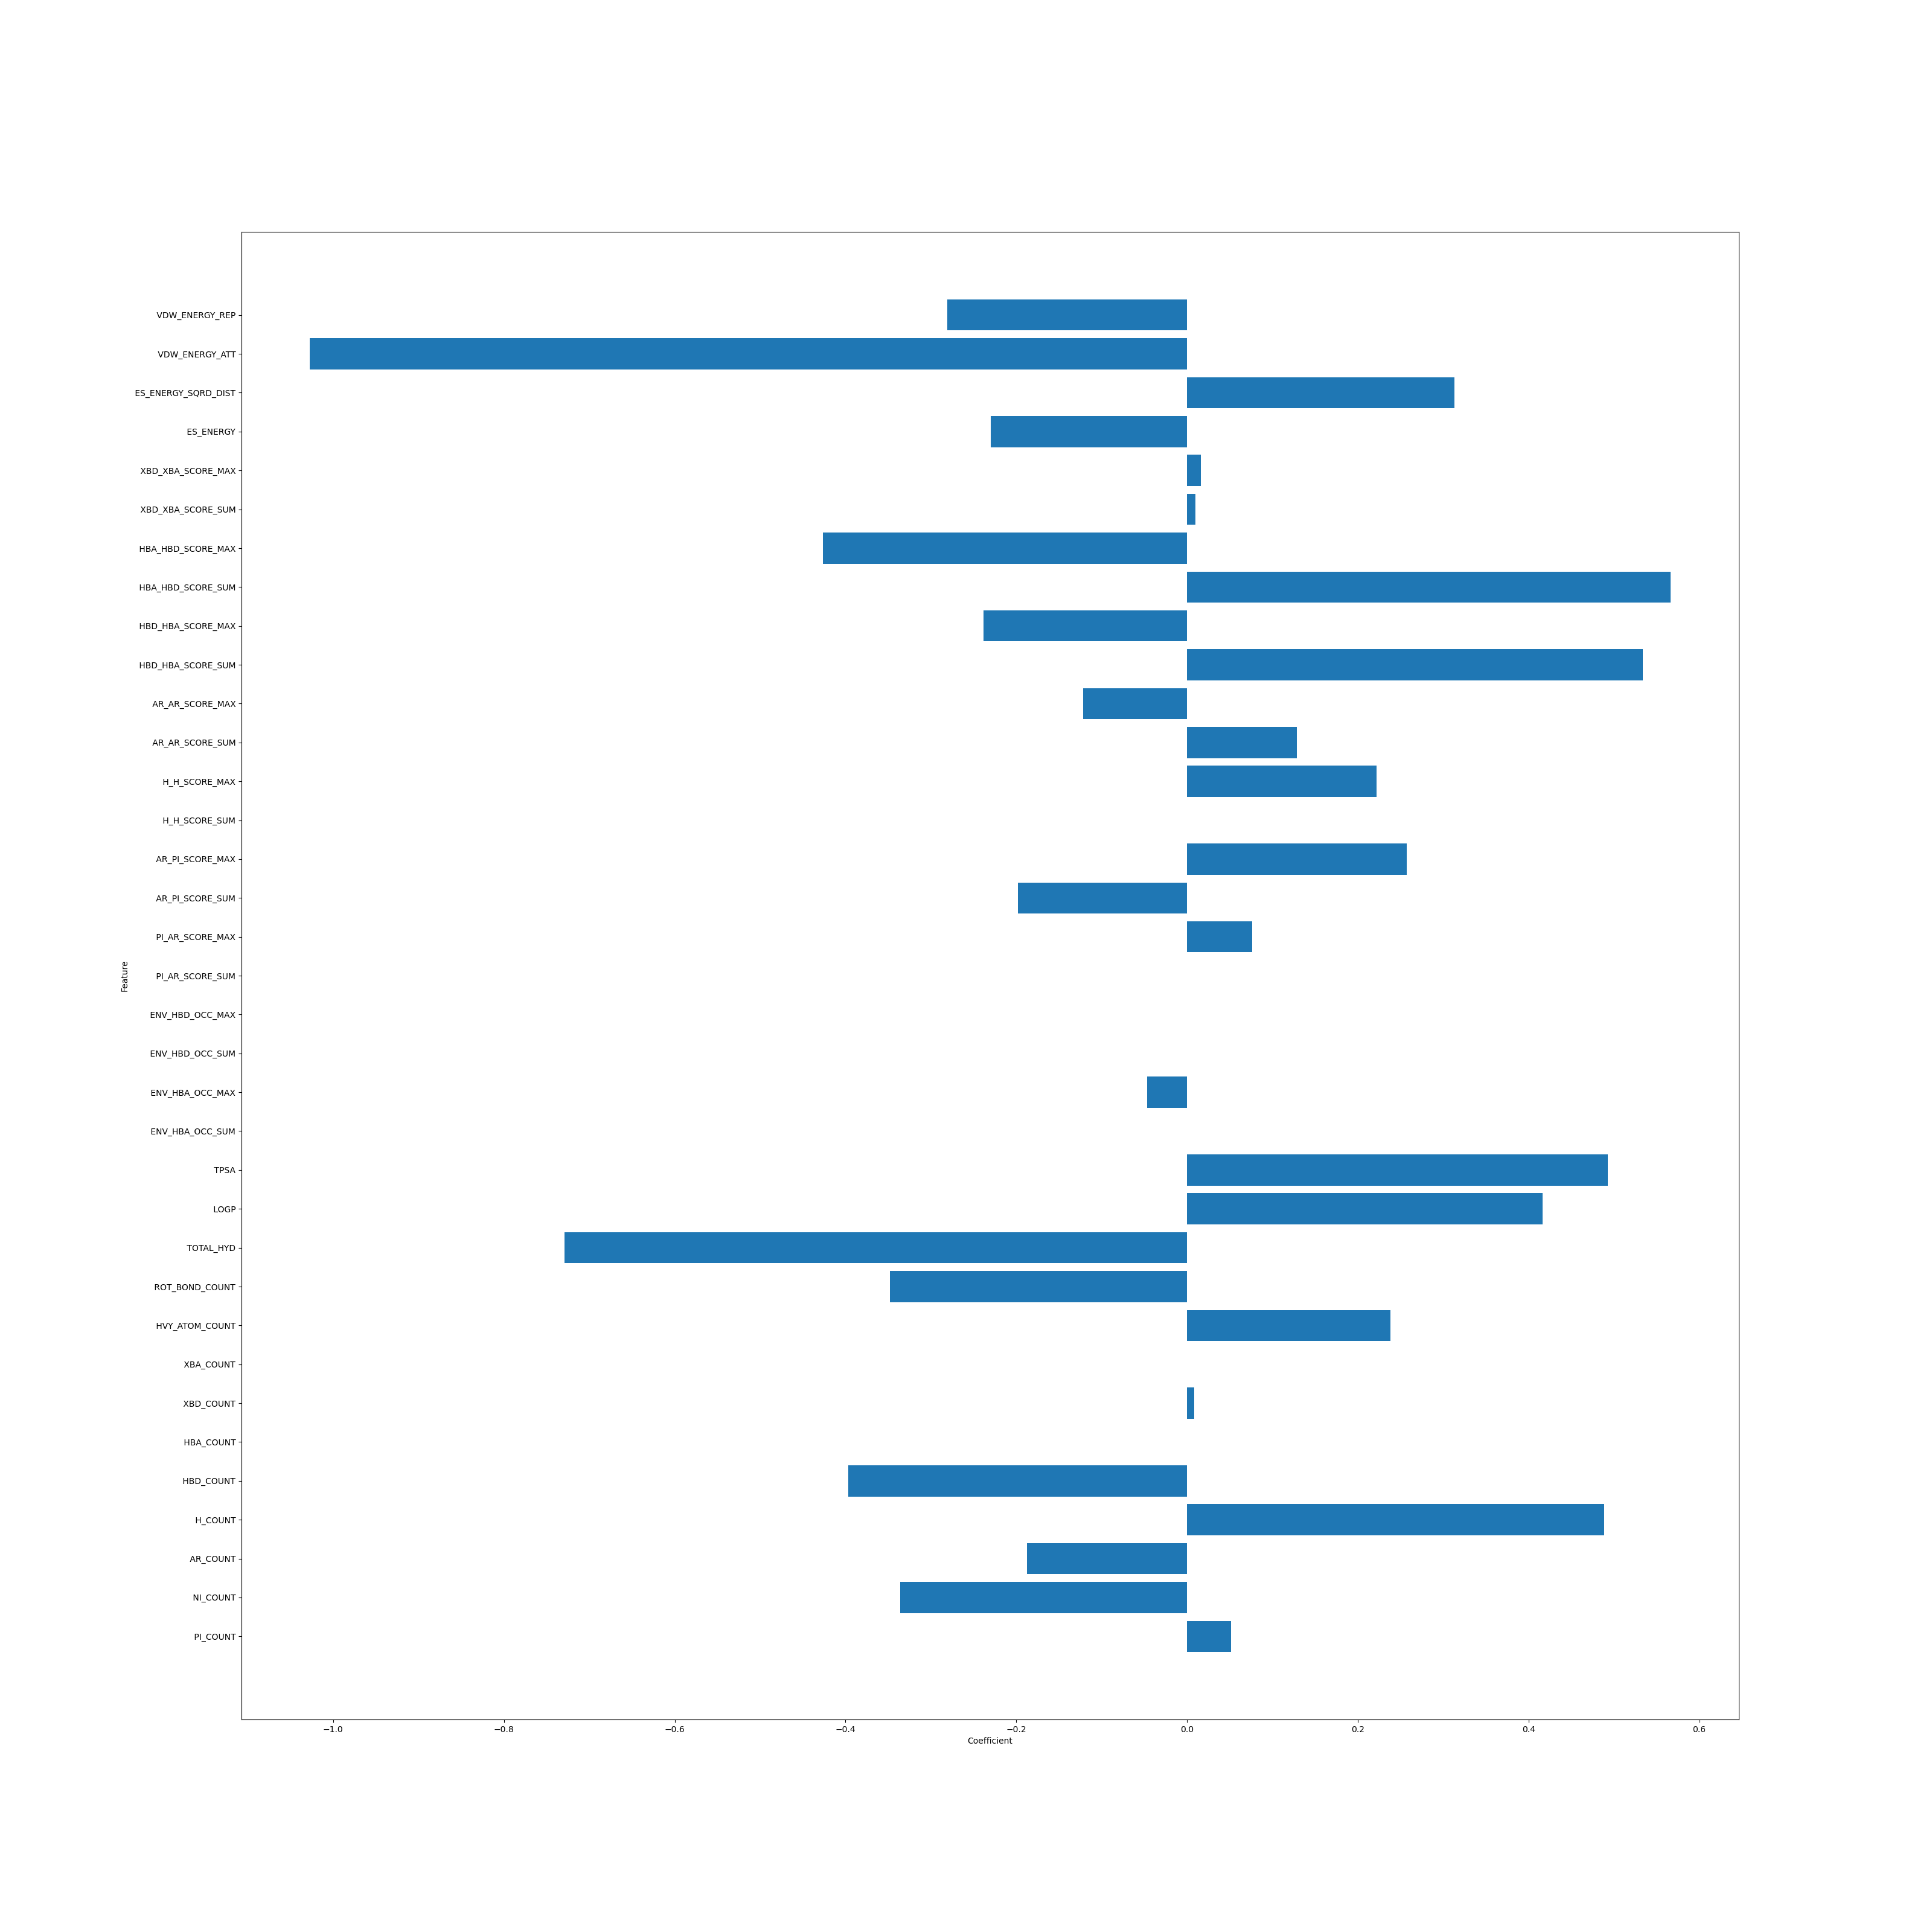 VDW_ENERGY_REP
VDW_ENERGY_ATT
ES_ENERGY_SQRD_DIST
ES_ENERGY
XBD_XBA_SCORE_MAX
XBD_XBA_SCORE_SUM
HBA_HBD_SCORE_MAX
HBA_HBD_SCORE_SUM
HBD_HBA_SCORE_MAX
HBD_HBA_SCORE_SUM
AR_AR_SCORE_MAX
AR_AR_SCORE_SUM
H_H_SCORE_MAX
H_H_SCORE_SUM
AR_PI_SCORE_MAX
AR_PI_SCORE_SUM
PI_AR_SCORE_MAX
PI_AR_SCORE_SUM
ENV_HBD_OCC_MAX
ENV_HBD_OCC_SUM
ENV_HBA_OCC_MAX
ENV_HBA_OCC_SUM
TPSA
LOGP
TOTAL_HYD
ROT_BOND_COUNT
HVY_ATOM_COUNT
XBA_COUNT
XBD_COUNT
HBA_COUNT
HBD_COUNT
H_COUNT
AR_COUNT
NI_COUNT
PI_COUNT
Feature
−1.0 −0.8 −0.6 −0.4 −0.2 0.0 0.2 0.4 0.6
Coefficient